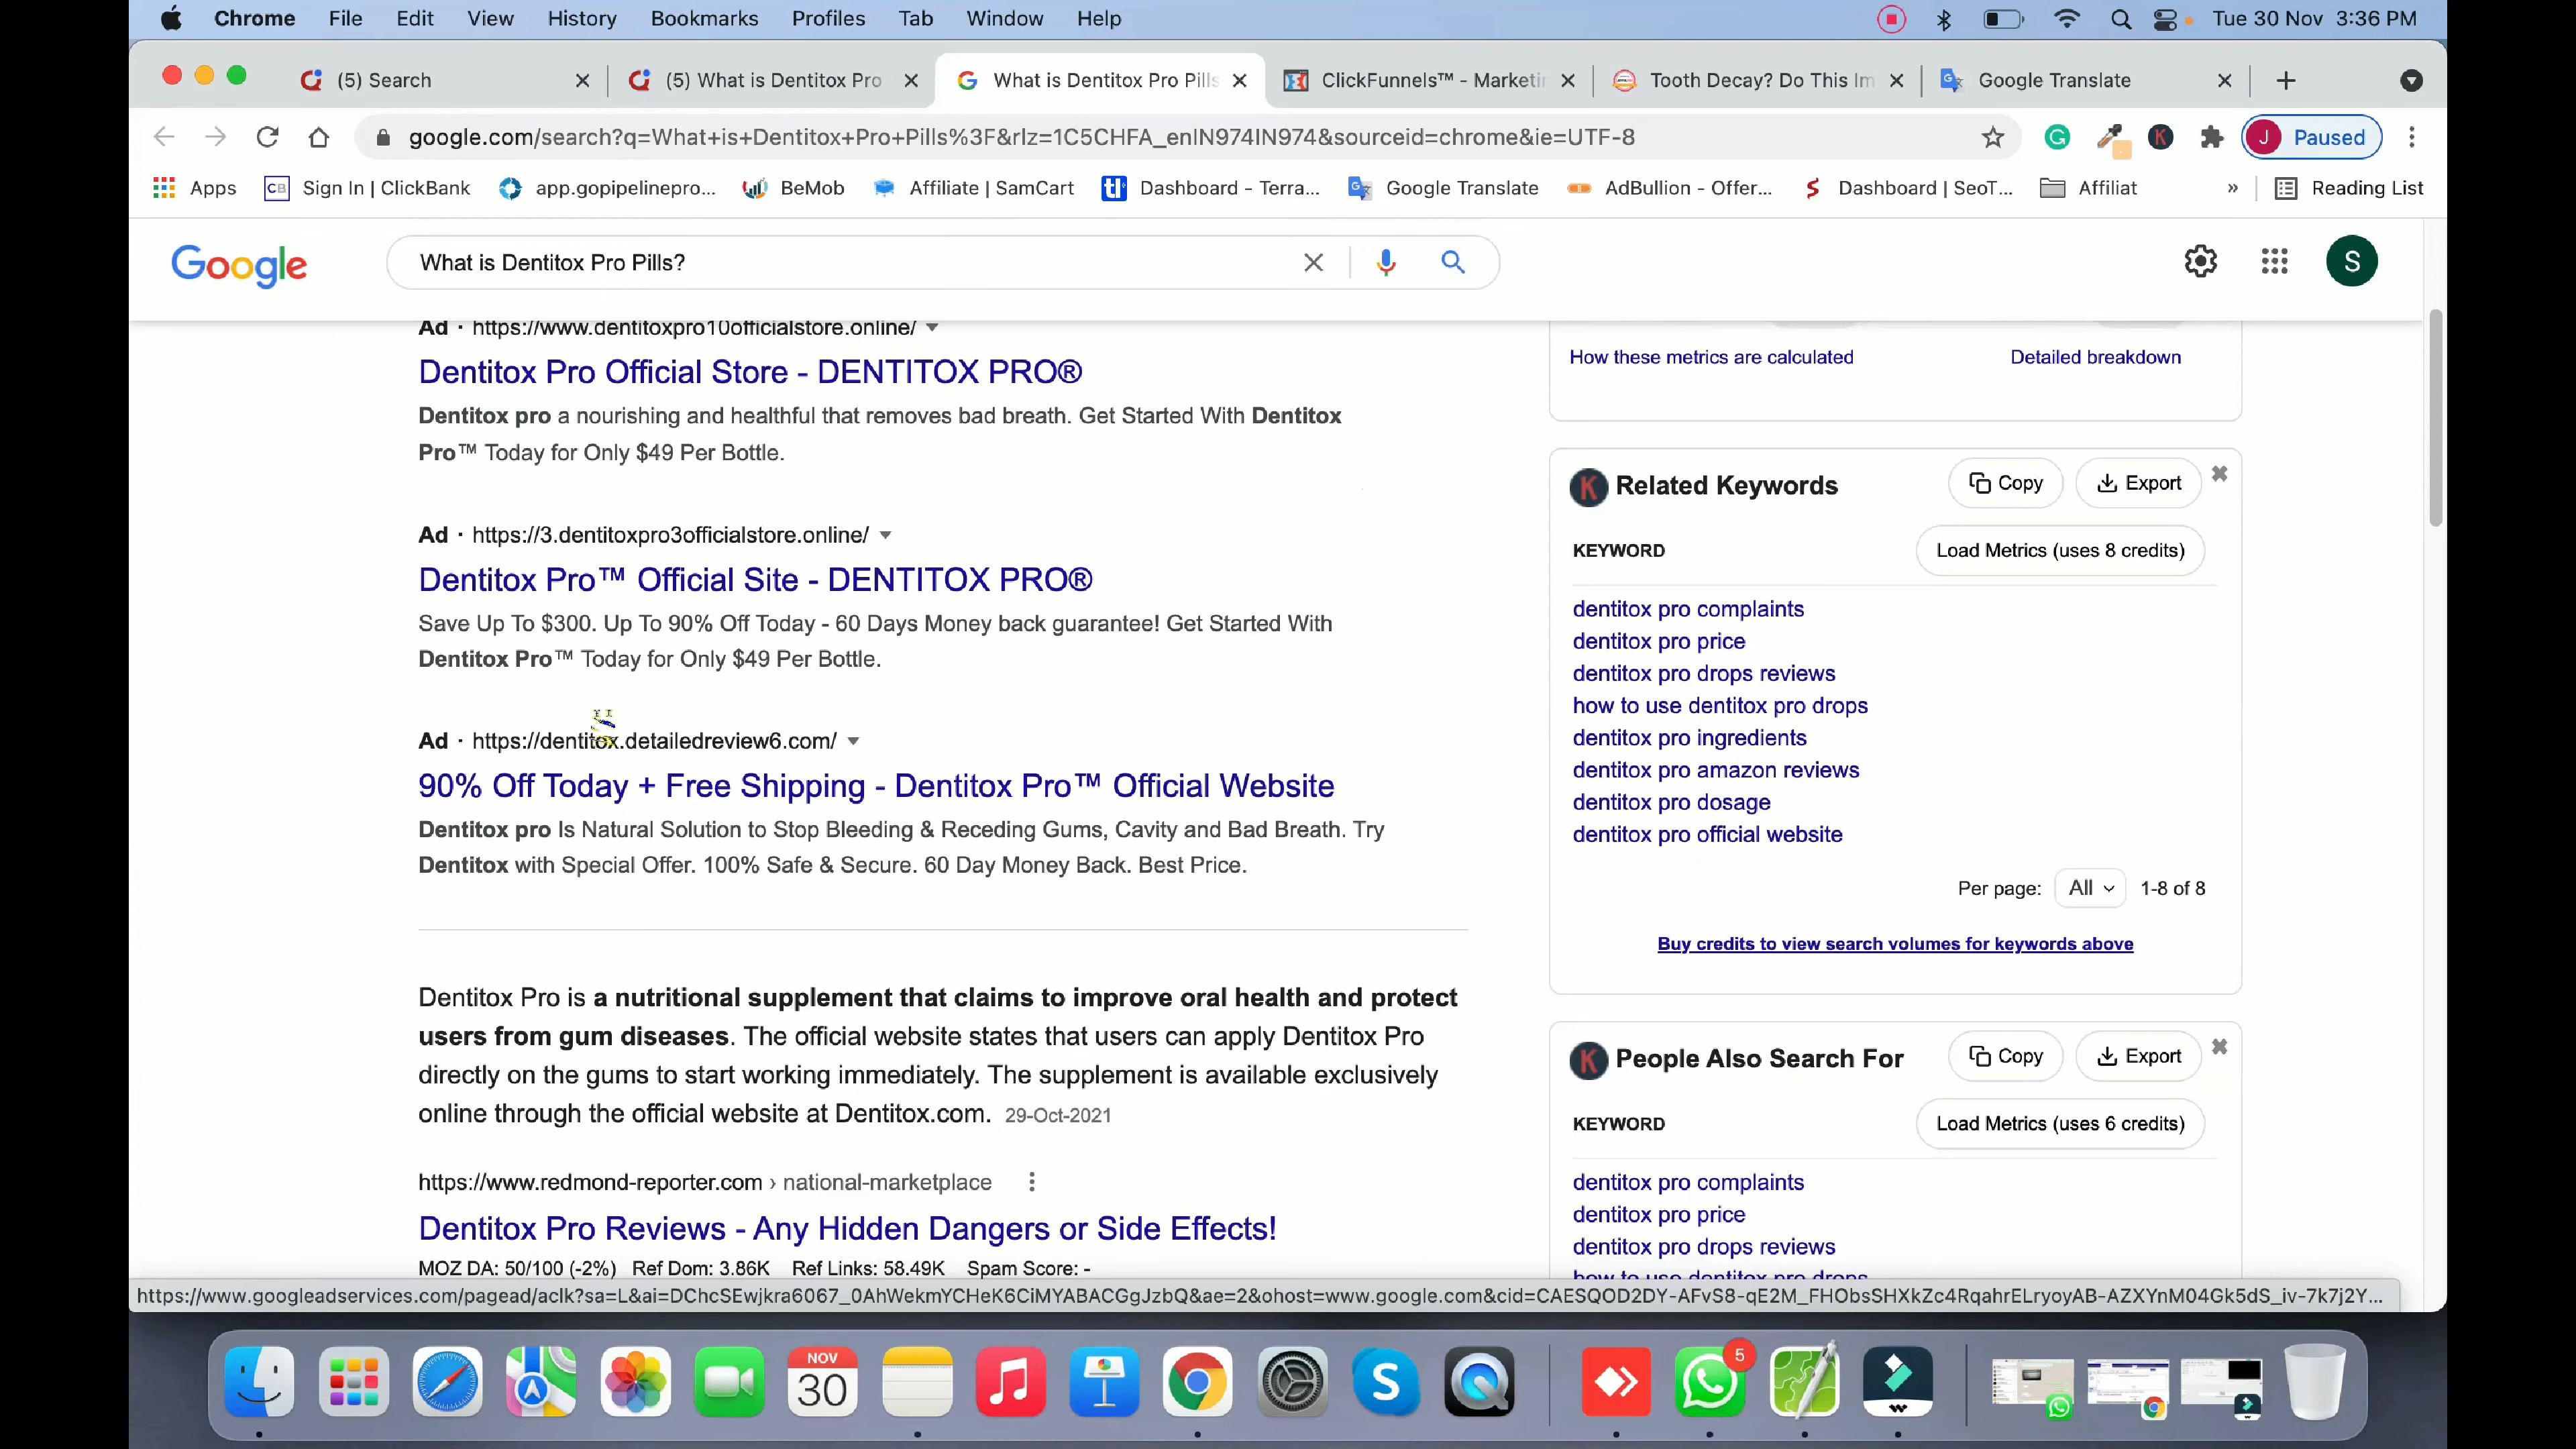 Chrome File Edit View History Bookmarks Profiles Tab Window Help Tue 30 Nov 3:36 PM
(5) Search (5) What is Dentitox Pro What is Dentitox Pro Pills ClickFunnels™ - Marketin Tooth Decay? Do This Im Google Translate
google.com/search?q=What+is+Dentitox+Pro+Pills%3F&rlz=1C5CHFA_enIN974IN974&sourceid=chrome&ie=UTF-8 J Paused
Apps CB Sign In | ClickBank app.gopipelinepro... BeMob Affiliate | SamCart Dashboard - Terra... Google Translate AdBullion - Offer... Dashboard | SeoT... Affiliat » Reading List
Google What is Dentitox Pro Pills? S
Ad · https://www.dentitoxpro10officialstore.online/
Dentitox Pro Official Store - DENTITOX PRO®
Dentitox pro a nourishing and healthful that removes bad breath. Get Started With Dentitox
Pro™ Today for Only $49 Per Bottle.
Ad · https://3.dentitoxpro3officialstore.online/
Dentitox Pro™ Official Site - DENTITOX PRO®
Save Up To $300. Up To 90% Off Today - 60 Days Money back guarantee! Get Started With
Dentitox Pro™ Today for Only $49 Per Bottle.
Ad · https://dentitox.detailedreview6.com/
90% Off Today + Free Shipping - Dentitox Pro™ Official Website
Dentitox pro Is Natural Solution to Stop Bleeding & Receding Gums, Cavity and Bad Breath. Try
Dentitox with Special Offer. 100% Safe & Secure. 60 Day Money Back. Best Price.
Dentitox Pro is a nutritional supplement that claims to improve oral health and protect
users from gum diseases. The official website states that users can apply Dentitox Pro
directly on the gums to start working immediately. The supplement is available exclusively
online through the official website at Dentitox.com. 29-Oct-2021
https://www.redmond-reporter.com › national-marketplace
Dentitox Pro Reviews - Any Hidden Dangers or Side Effects!
MOZ DA: 50/100 (-2%) Ref Dom: 3.86K Ref Links: 58.49K Spam Score: -
How these metrics are calculated Detailed breakdown
K Related Keywords Copy Export
KEYWORD Load Metrics (uses 8 credits)
dentitox pro complaints
dentitox pro price
dentitox pro drops reviews
how to use dentitox pro drops
dentitox pro ingredients
dentitox pro amazon reviews
dentitox pro dosage
dentitox pro official website
Per page: All 1-8 of 8
Buy credits to view search volumes for keywords above
K People Also Search For Copy Export
KEYWORD Load Metrics (uses 6 credits)
dentitox pro complaints
dentitox pro price
dentitox pro drops reviews
how to use dentitox pro drops
https://www.googleadservices.com/pagead/aclk?sa=L&ai=DChcSEwjkra6067_0AhWekmYCHeK6CiMYABACGgJzbQ&ae=2&ohost=www.google.com&cid=CAESQOD2DY-AFvS8-qE2M_FHObsSHXkZc4RqahrELryoyAB-AZXYnM04Gk5dS_iv-7k7j2Y...
NOV
30
5